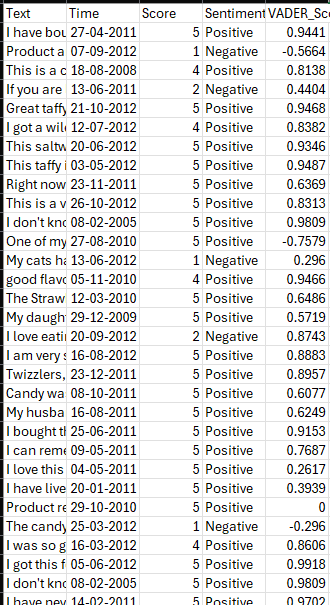 Text Time Score Sentiment VADER_Sc
I have bou 27-04-2011 5 Positive 0.9441
Product a 07-09-2012 1 Negative -0.5664
This is a c 18-08-2008 4 Positive 0.8138
If you are 13-06-2011 2 Negative 0.4404
Great taffy 21-10-2012 5 Positive 0.9468
I got a wil 12-07-2012 4 Positive 0.8382
This saltw 20-06-2012 5 Positive 0.9346
This taffy i 03-05-2012 5 Positive 0.9487
Right now 23-11-2011 5 Positive 0.6369
This is a v 26-10-2012 5 Positive 0.8313
I don't kno 08-02-2005 5 Positive 0.9809
One of my 27-08-2010 5 Positive -0.7579
My cats ha 13-06-2012 1 Negative 0.296
good flavo 05-11-2010 4 Positive 0.9466
The Straw 12-03-2010 5 Positive 0.6486
My daugh 29-12-2009 5 Positive 0.5719
I love eati 20-09-2012 2 Negative 0.8743
I am very s 16-08-2012 5 Positive 0.8883
Twizzlers, 23-12-2011 5 Positive 0.8957
Candy wa 08-10-2011 5 Positive 0.6077
My husba 16-08-2011 5 Positive 0.6249
I bought t 25-06-2011 5 Positive 0.9153
I can reme 09-05-2011 5 Positive 0.7687
I love this 04-05-2011 5 Positive 0.2617
I have live 20-01-2011 5 Positive 0.3939
Product re 29-10-2010 5 Positive 0
The candy 25-03-2012 1 Negative -0.296
I was so g 16-03-2012 4 Positive 0.8606
I got this f 05-06-2012 5 Positive 0.9918
I don't kno 08-02-2005 5 Positive 0.9809
I have nev 14-02-2011 5 Positive 0.9702